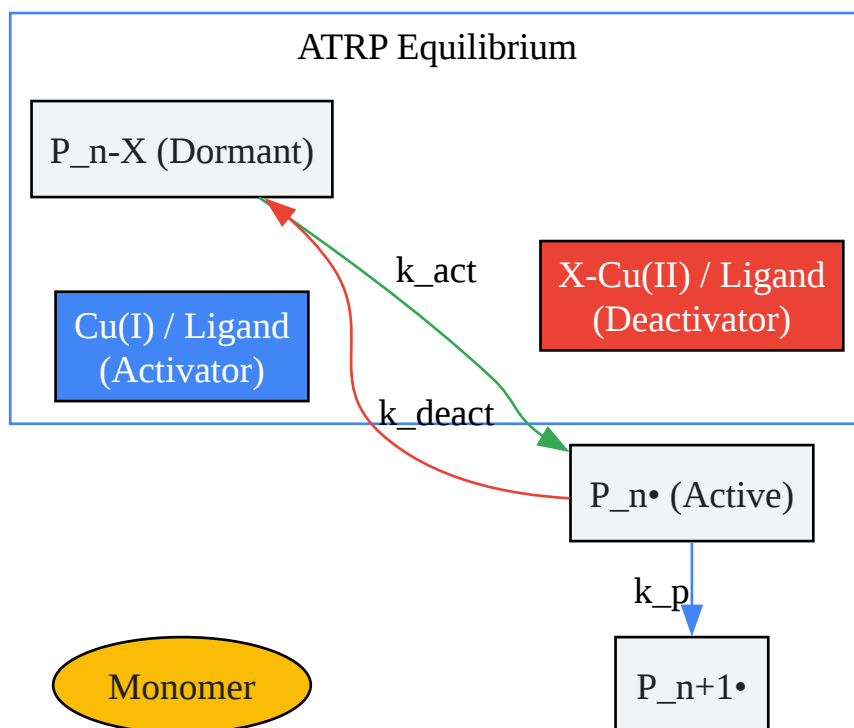 ATRP Equilibrium
P_n-X (Dormant)
k_act
X-Cu(II) / Ligand
(Deactivator)
Cu(I) / Ligand
(Activator)
k_deact
P_n• (Active)
k_p
Monomer
P_n+1•